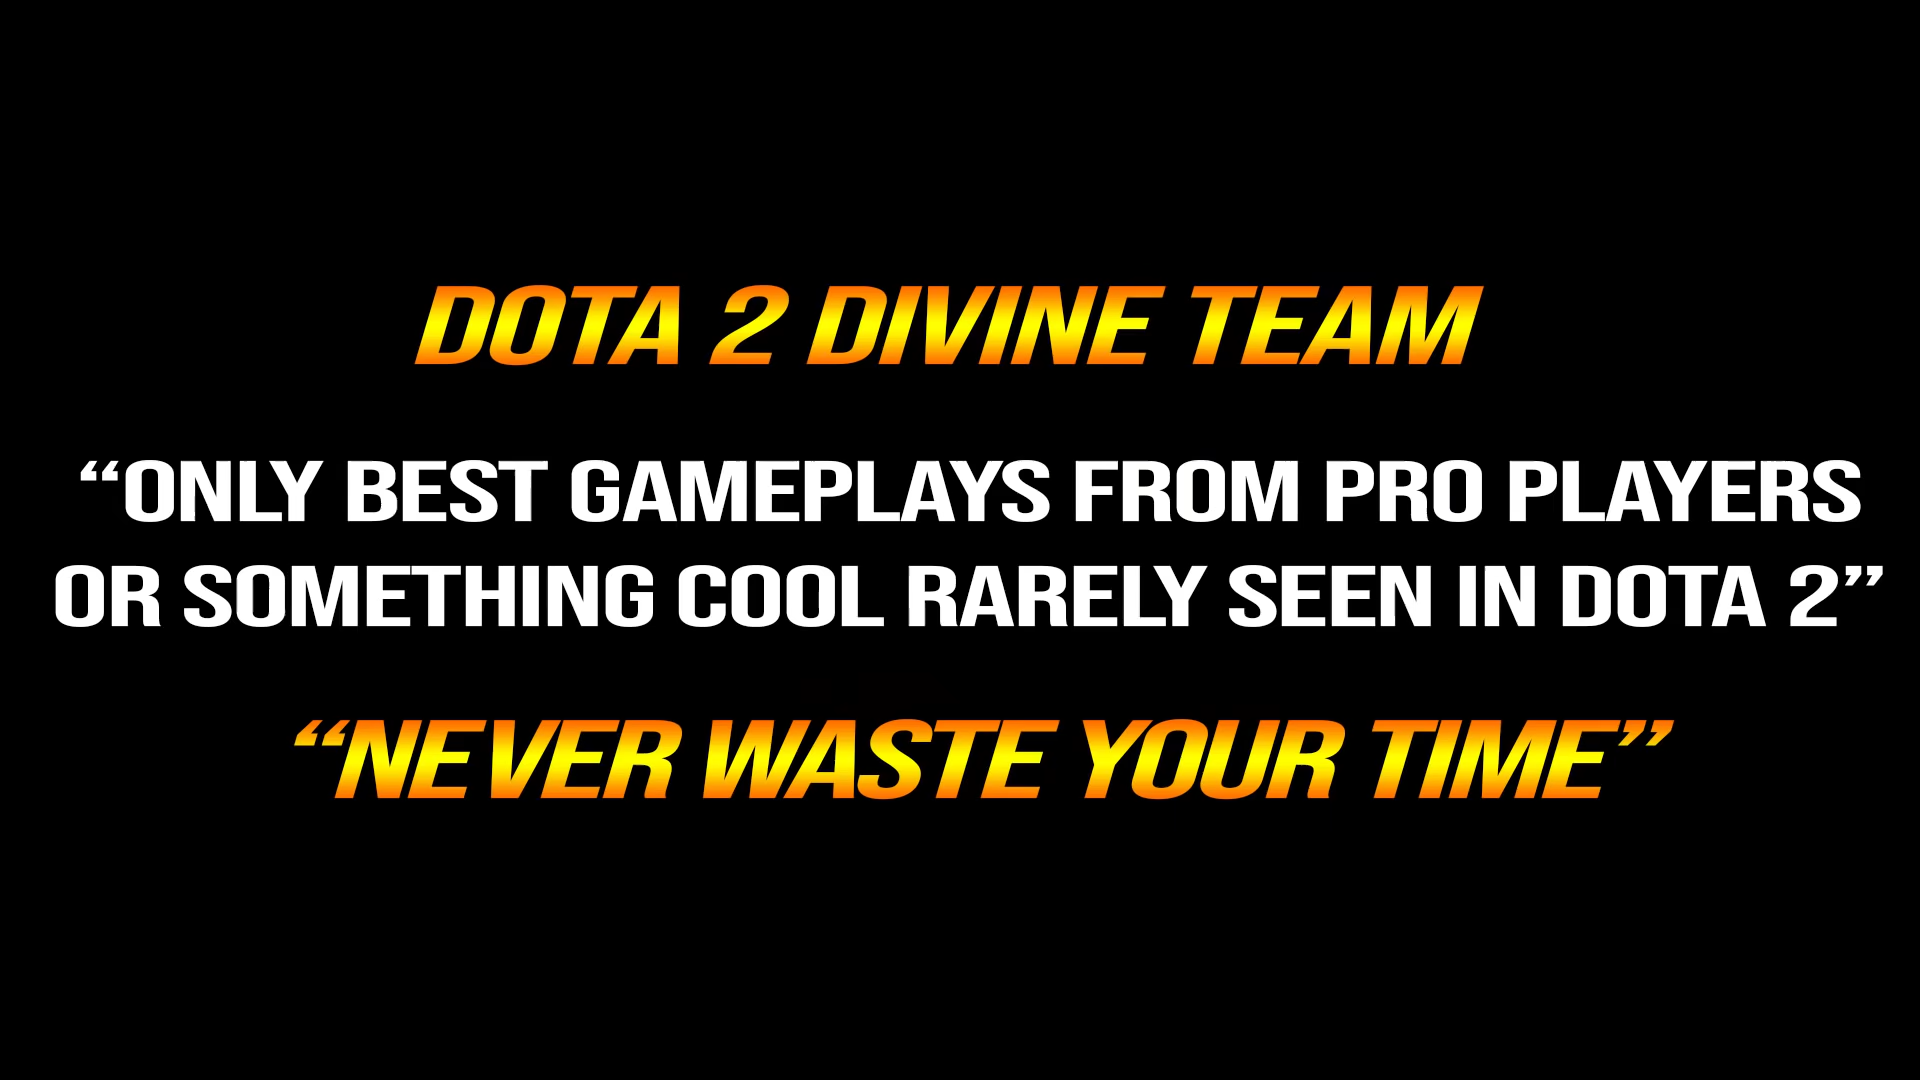 DOTA 2 DIVINE TEAM
“ONLY BEST GAMEPLAYS FROM PRO PLAYERS
OR SOMETHING COOL RARELY SEEN IN DOTA 2”
“NEVER WASTE YOUR TIME”